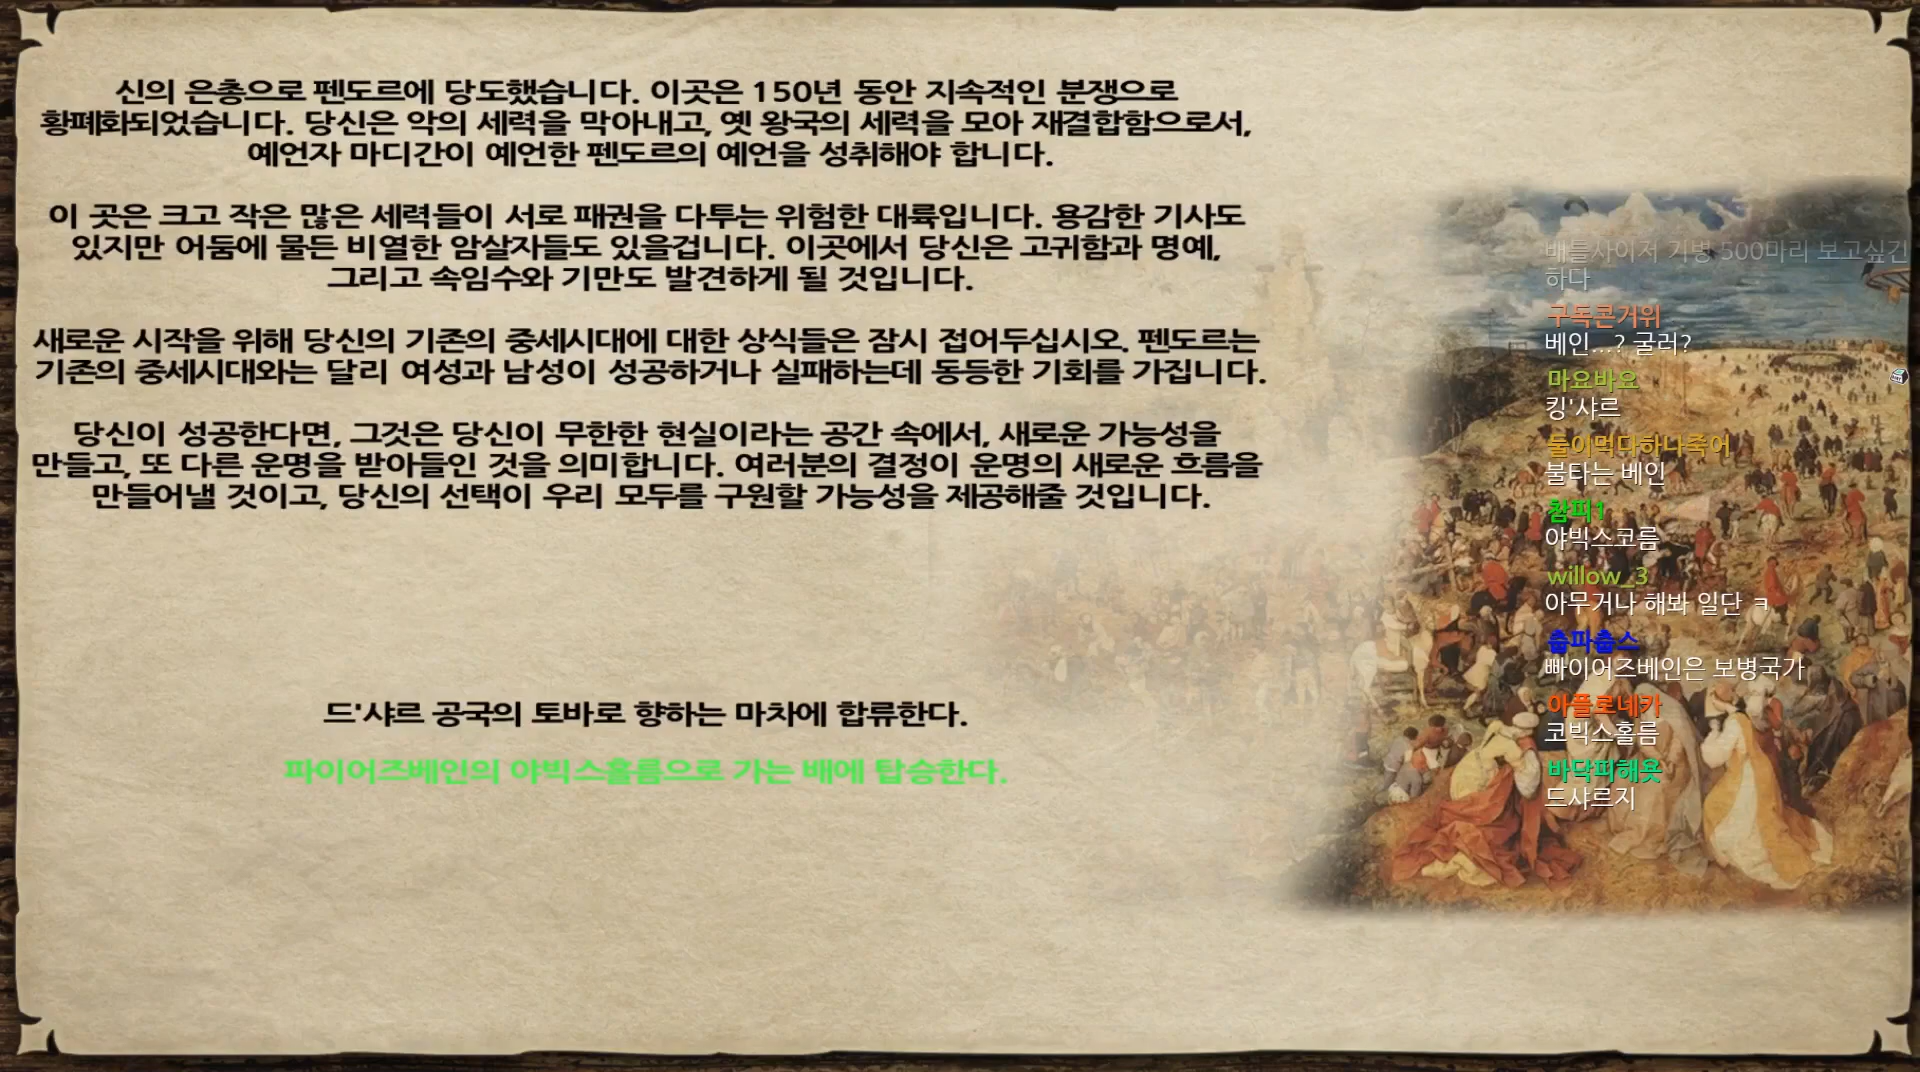 신의 은총으로 펜도르에 당도했습니다. 이곳은 150년 동안 지속적인 분쟁으로
황폐화되었습니다. 당신은 악의 세력을 막아내고, 옛 왕국의 세력을 모아 재결합함으로서,
예언자 마디간이 예언한 펜도르의 예언을 성취해야 합니다.
이 곳은 크고 작은 많은 세력들이 서로 패권을 다투는 위험한 대륙입니다. 용감한 기사도
있지만 어둠에 물든 비열한 암살자들도 있을겁니다. 이곳에서 당신은 고귀함과 명예,
그리고 속임수와 기만도 발견하게 될 것입니다.
새로운 시작을 위해 당신의 기존의 중세시대에 대한 상식들은 잠시 접어두십시오. 펜도르는
기존의 중세시대와는 달리 여성과 남성이 성공하거나 실패하는데 동등한 기회를 가집니다.
당신이 성공한다면, 그것은 당신이 무한한 현실이라는 공간 속에서, 새로운 가능성을
만들고, 또 다른 운명을 받아들인 것을 의미합니다. 여러분의 결정이 운명의 새로운 흐름을
만들어낼 것이고, 당신의 선택이 우리 모두를 구원할 가능성을 제공해줄 것입니다.
드'샤르 공국의 토바로 향하는 마차에 합류한다.
파이어즈베인의 야빅스홀름으로 가는 배에 탑승한다.
배틀사이저 기병 500마리 보고싶긴
하다
구독콘거위
베인...? 굴러?
마요바요
킹'샤르
둘이먹다하나죽어
불타는 베인
참피1
야빅스코름
willow_3
아무거나 해봐 일단 ㅋ
춥파춥스
빠이어즈베인은 보병국가
아플로네카
코빅스홀름
바닥피해욧
드샤르지